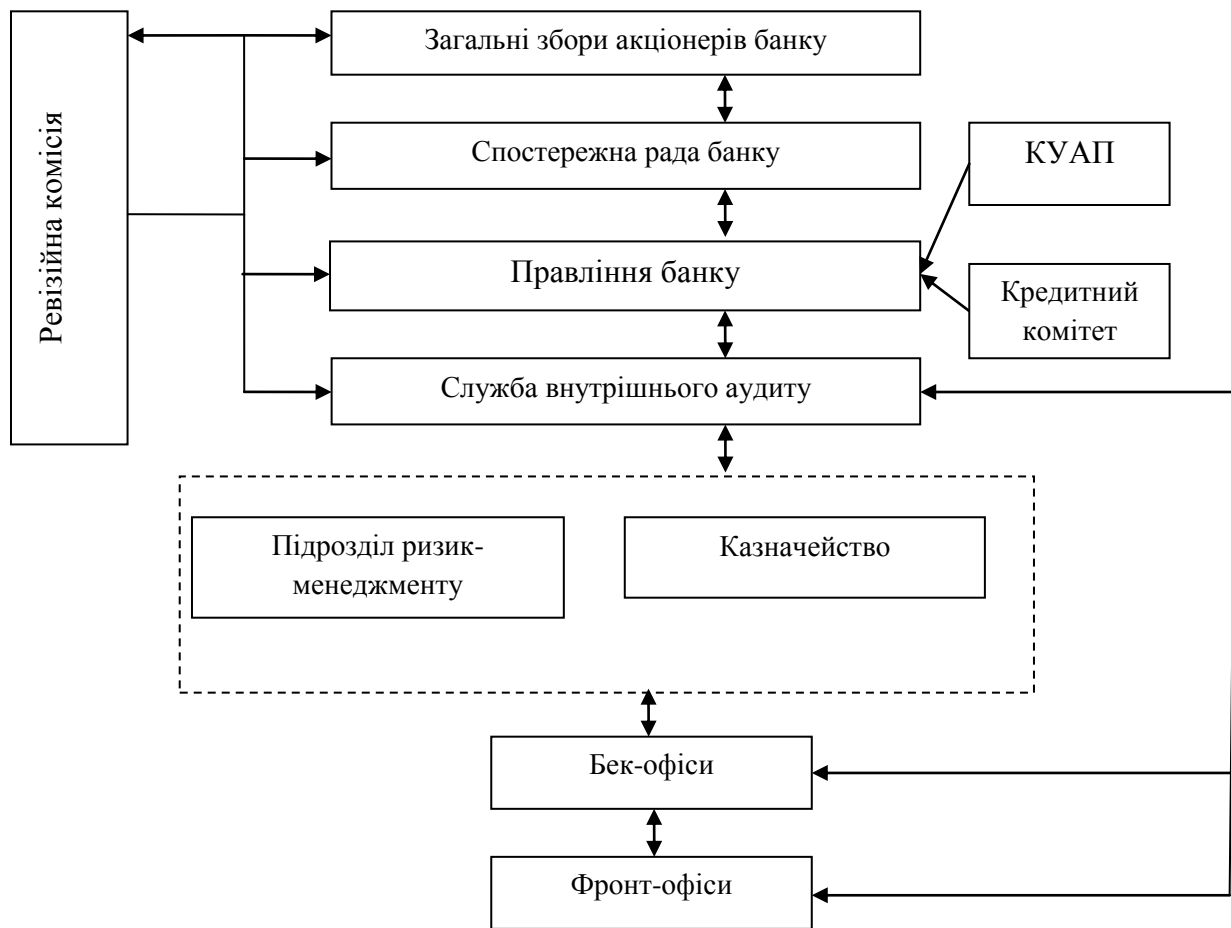 Ревізійна комісія
Загальні збори акціонерів банку
Спостережна рада банку
КУАП
Правління банку
Кредитний
комітет
Служба внутрішнього аудиту
Підрозділ ризик-
менеджменту
Казначейство
Бек-офіси
Фронт-офіси